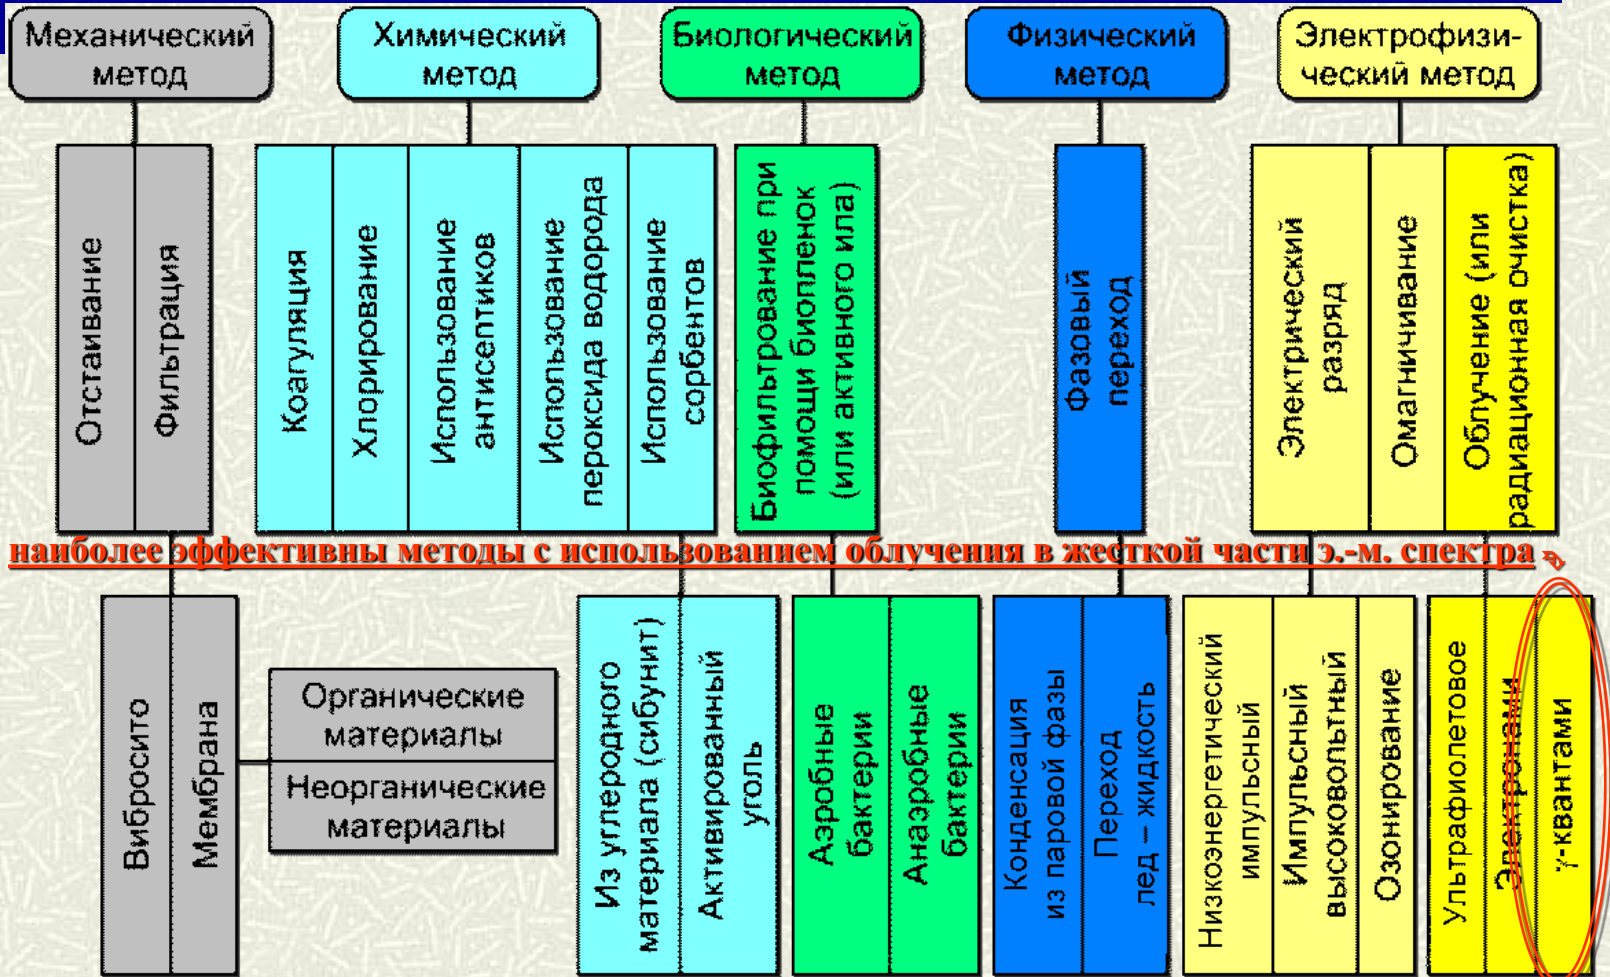 Механический
метод
Химический
метод
Биологический
метод
Физический
метод
Электрофизи-
ческий метод
Отстаивание
Фильтрация
Коагуляция
Хлорирование
Использование
антисептиков
Использование
пероксида водорода
Использование
сорбентов
Биофильтрование при
помощи биопленок
(или активного ила)
Фазовый
переход
Электрический
разряд
Омагничивание
Облучение (или
радиационная очистка)
наиболее эффективны методы с использованием облучения в жесткой части э.-м. спектра
Вибросито
Мембрана
Органические
материалы
Неорганические
материалы
Из углеродного
материала (сибунит)
Активированный
уголь
Аэробные
бактерии
Анаэробные
бактерии
Конденсация
из паровой фазы
Переход
лед – жидкость
Низкоэнергетический
импульсный
Импульсный
высоковольтный
Озонирование
Ультрафиолетовое
Электронами
γ-квантами